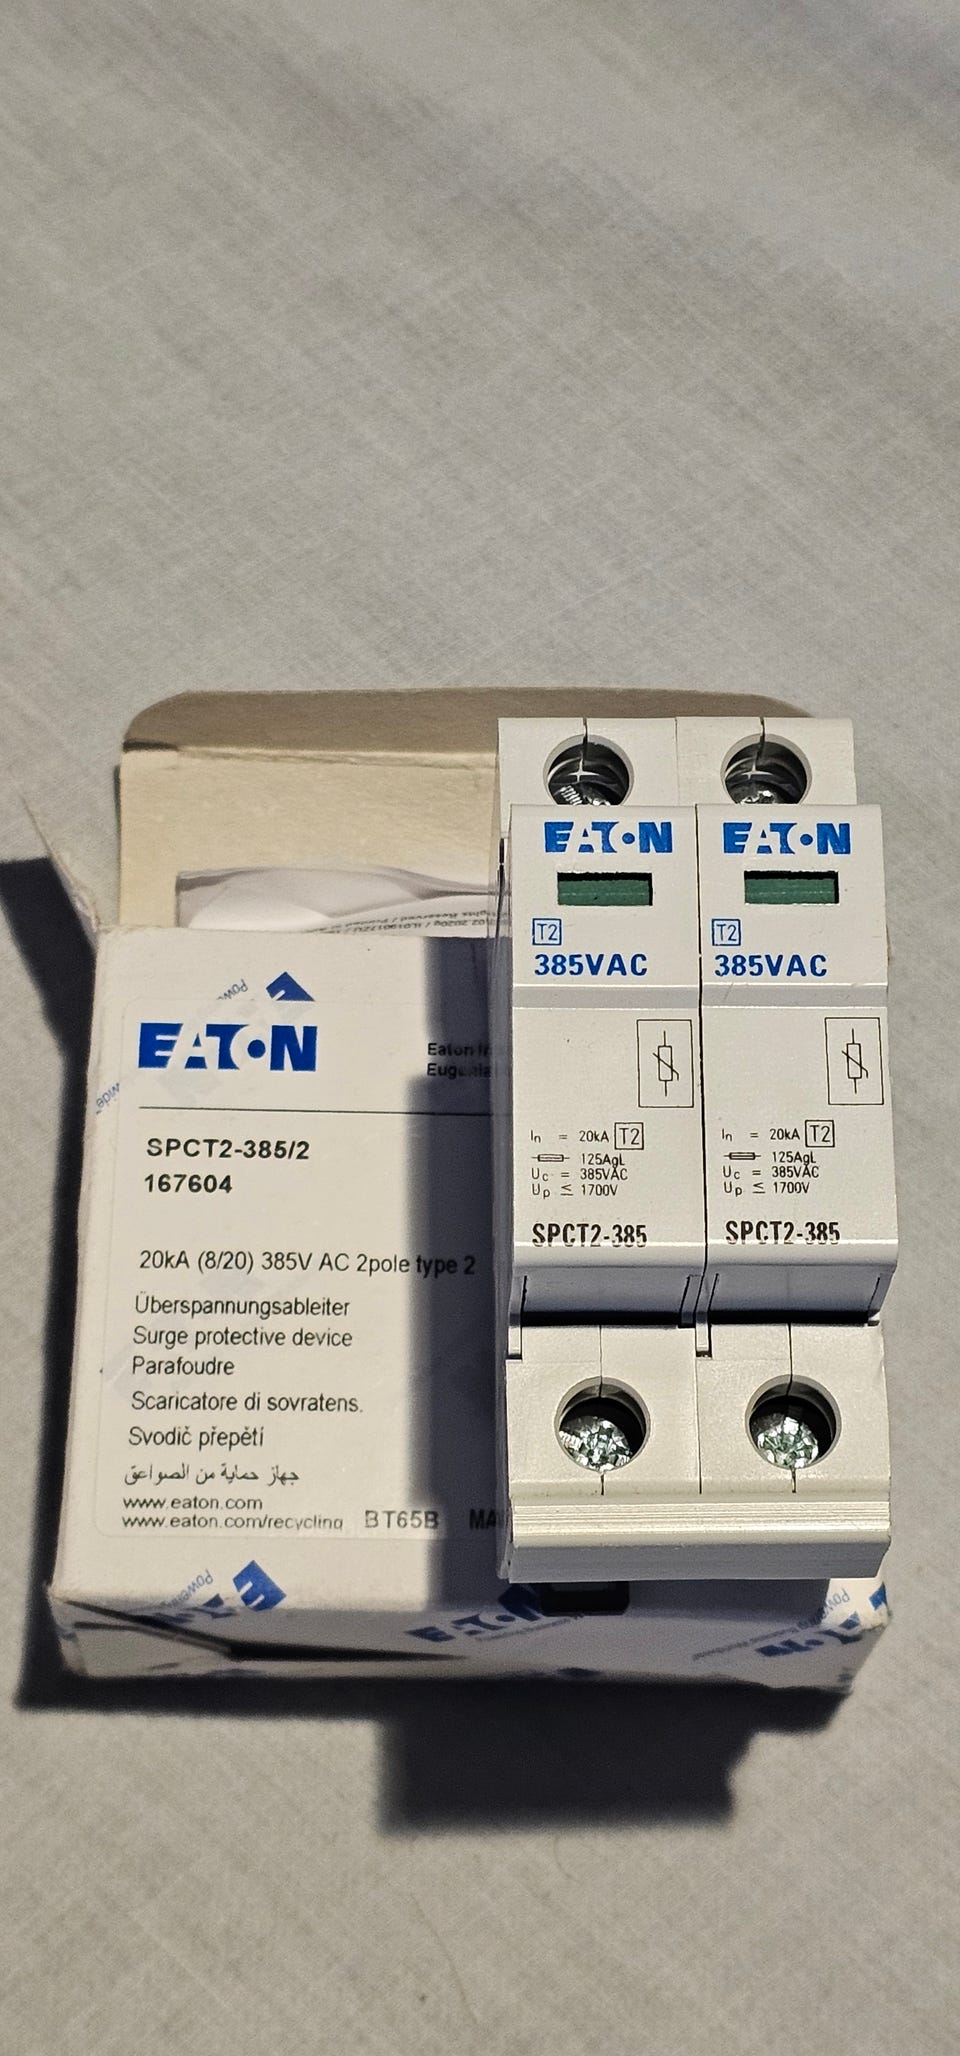 EATON
SPCT2-385/2
167604
20kA (8/20) 385V AC 2pole type 2
Überspannungsableiter
Surge protective device
Parafoudre
Scaricatore di sovratens.
Svodič přepětí
جهاز حماية من الصواعق
www.eaton.com
www.eaton.com/recycling BT65B
EATON
T2
385VAC
In = 20kA T2
125AgL
Uc = 385VAC
Up ≤ 1700V
SPCT2-385
EATON
T2
385VAC
In = 20kA T2
125AgL
Uc = 385VAC
Up ≤ 1700V
SPCT2-385